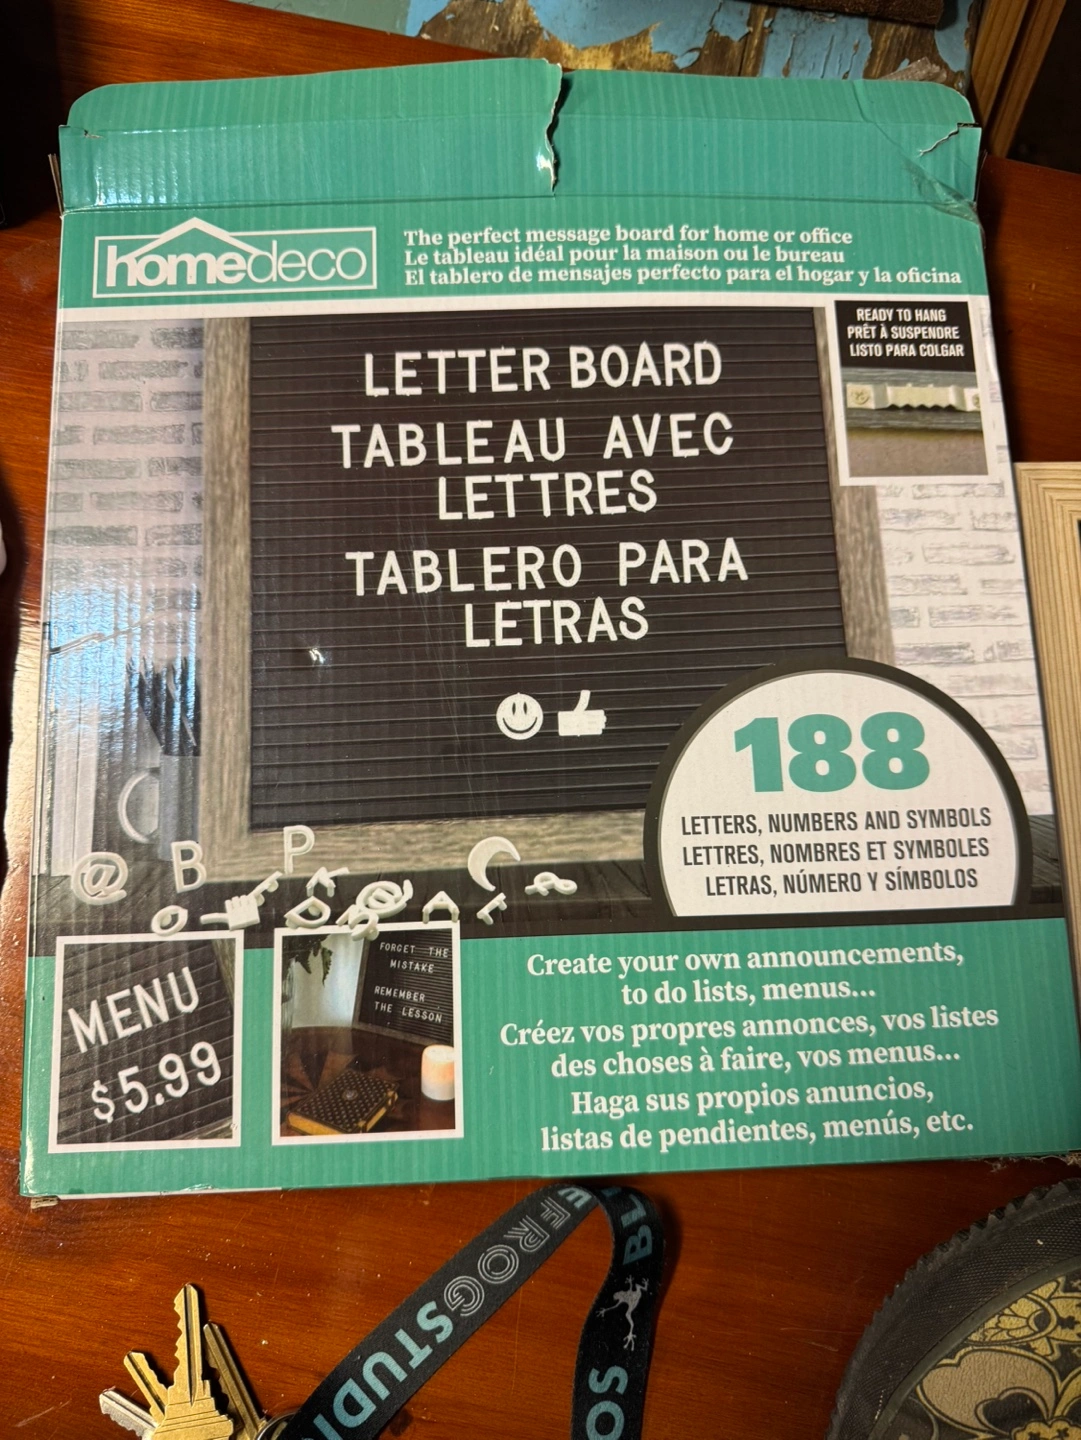 homedeco
The perfect message board for home or office
Le tableau idéal pour la maison ou le bureau
El tablero de mensajes perfecto para el hogar y la oficina
READY TO HANG
PRÊT À SUSPENDRE
LISTO PARA COLGAR
LETTER BOARD
TABLEAU AVEC
LETTRES
TABLERO PARA
LETRAS
188
LETTERS, NUMBERS AND SYMBOLS
LETTRES, NOMBRES ET SYMBOLES
LETRAS, NÚMERO Y SÍMBOLOS
@ B P
O
D
A
MENU
$5.99
FORGET THE
MISTAKE
REMEMBER
THE LESSON
Create your own announcements,
to do lists, menus...
Créez vos propres annonces, vos listes
des choses à faire, vos menus...
Haga sus propios anuncios,
listas de pendientes, menús, etc.
FROGSTUDI
BL
OS